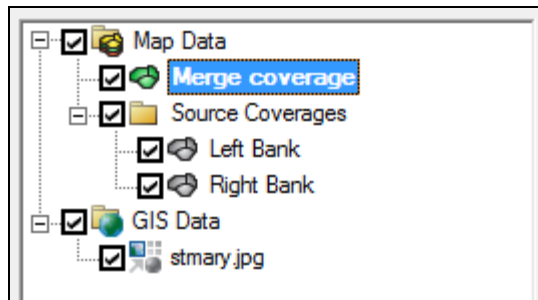 Map Data
Merge coverage
Source Coverages
Left Bank
Right Bank
GIS Data
stmary.jpg